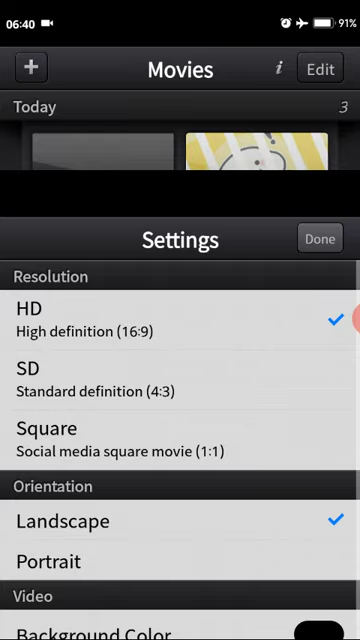 06:40
91%
Movies
i
Edit
Today
3
Settings
Done
Resolution
HD
High definition (16:9)
SD
Standard definition (4:3)
Square
Social media square movie (1:1)
Orientation
Landscape
Portrait
Video
Background Color